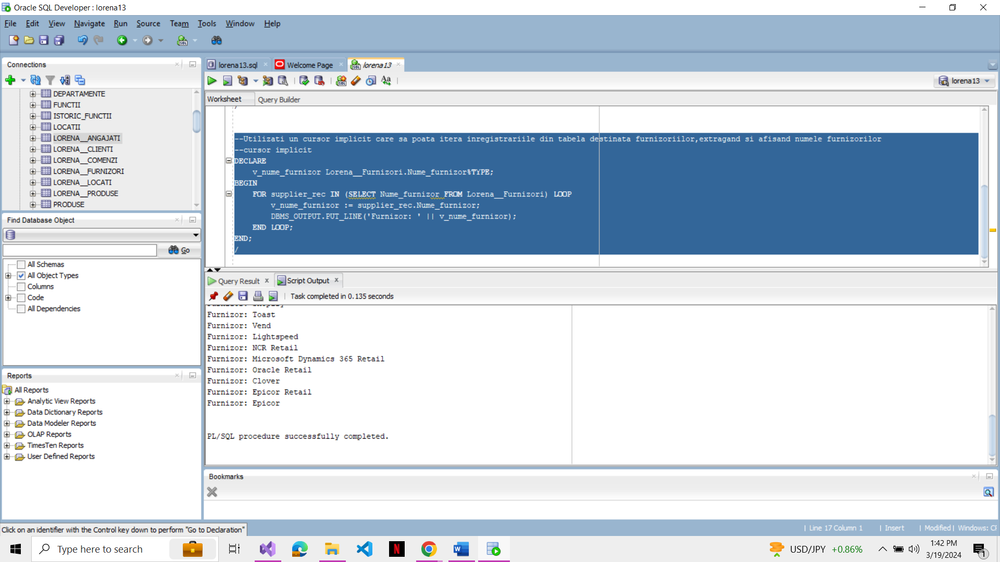 Oracle SQL Developer : lorena13
File Edit View Navigate Run Source Team Tools Window Help
Connections
DEPARTAMENTE
FUNCTII
ISTORIC_FUNCTII
LOCATII
LORENA__ANGAJATI
LORENA__CLIENTI
LORENA__COMENZI
LORENA__FURNIZORI
LORENA__LOCATI
LORENA__PRODUSE
PRODUSE
Find Database Object
Go
All Schemas
All Object Types
Columns
Code
All Dependencies
Reports
All Reports
Analytic View Reports
Data Dictionary Reports
Data Modeler Reports
OLAP Reports
TimesTen Reports
User Defined Reports
lorena13.sql Welcome Page lorena13
lorena13
Worksheet Query Builder
/
--Utilizati un cursor implicit care sa poata itera inregistrariile din tabela destinata furnizoriilor,extragand si afisand numele furnizorilor
--cursor implicit
DECLARE
v_nume_furnizor Lorena__Furnizori.Nume_furnizor%TYPE;
BEGIN
FOR supplier_rec IN (SELECT Nume_furnizor FROM Lorena__Furnizori) LOOP
v_nume_furnizor := supplier_rec.Nume_furnizor;
DBMS_OUTPUT.PUT_LINE('Furnizor: ' || v_nume_furnizor);
END LOOP;
END;
/
Query Result x Script Output x
Task completed in 0.135 seconds
Furnizor: Toast
Furnizor: Vend
Furnizor: Lightspeed
Furnizor: NCR Retail
Furnizor: Microsoft Dynamics 365 Retail
Furnizor: Oracle Retail
Furnizor: Clover
Furnizor: Epicor Retail
Furnizor: Epicor
PL/SQL procedure successfully completed.
Bookmarks
Click on an identifier with the Control key down to perform "Go to Declaration"
| Line 17 Column 1 | Insert | Modified | Windows: CF
Type here to search
USD/JPY +0.86%
1:42 PM
3/19/2024
1